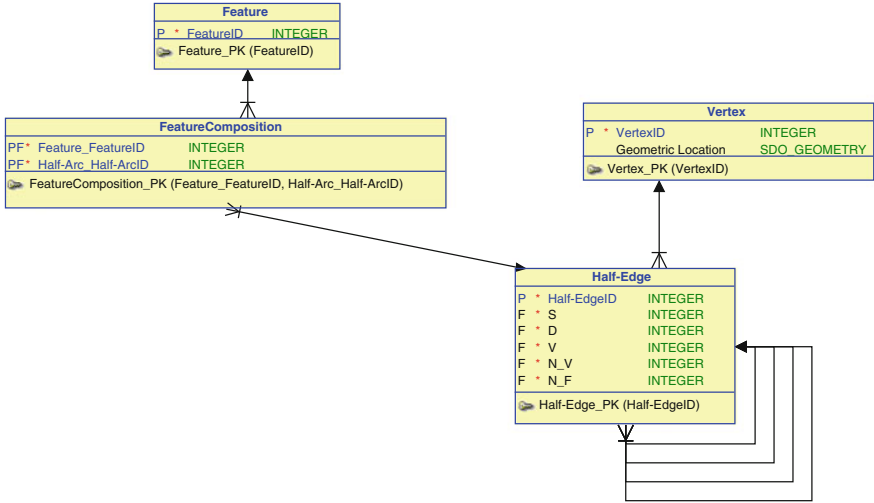 Feature
P * FeatureID INTEGER
Feature_PK (FeatureID)
FeatureComposition
PF* Feature_FeatureID INTEGER
PF* Half-Arc_Half-ArcID INTEGER
FeatureComposition_PK (Feature_FeatureID, Half-Arc_Half-ArcID)
Vertex
P * VertexID INTEGER
Geometric Location SDO_GEOMETRY
Vertex_PK (VertexID)
Half-Edge
P * Half-EdgeID INTEGER
F * S INTEGER
F * D INTEGER
F * V INTEGER
F * N_V INTEGER
F * N_F INTEGER
Half-Edge_PK (Half-EdgeID)